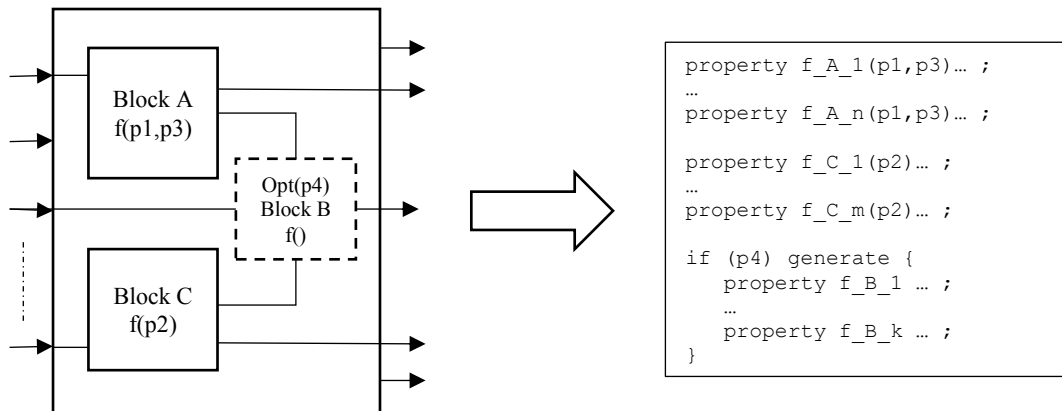 Block A
f(p1,p3)
Opt(p4)
Block B
f()
Block C
f(p2)
property f_A_1(p1,p3)… ;
…
property f_A_n(p1,p3)… ;
property f_C_1(p2)… ;
…
property f_C_m(p2)… ;
if (p4) generate {
property f_B_1 … ;
…
property f_B_k … ;
}